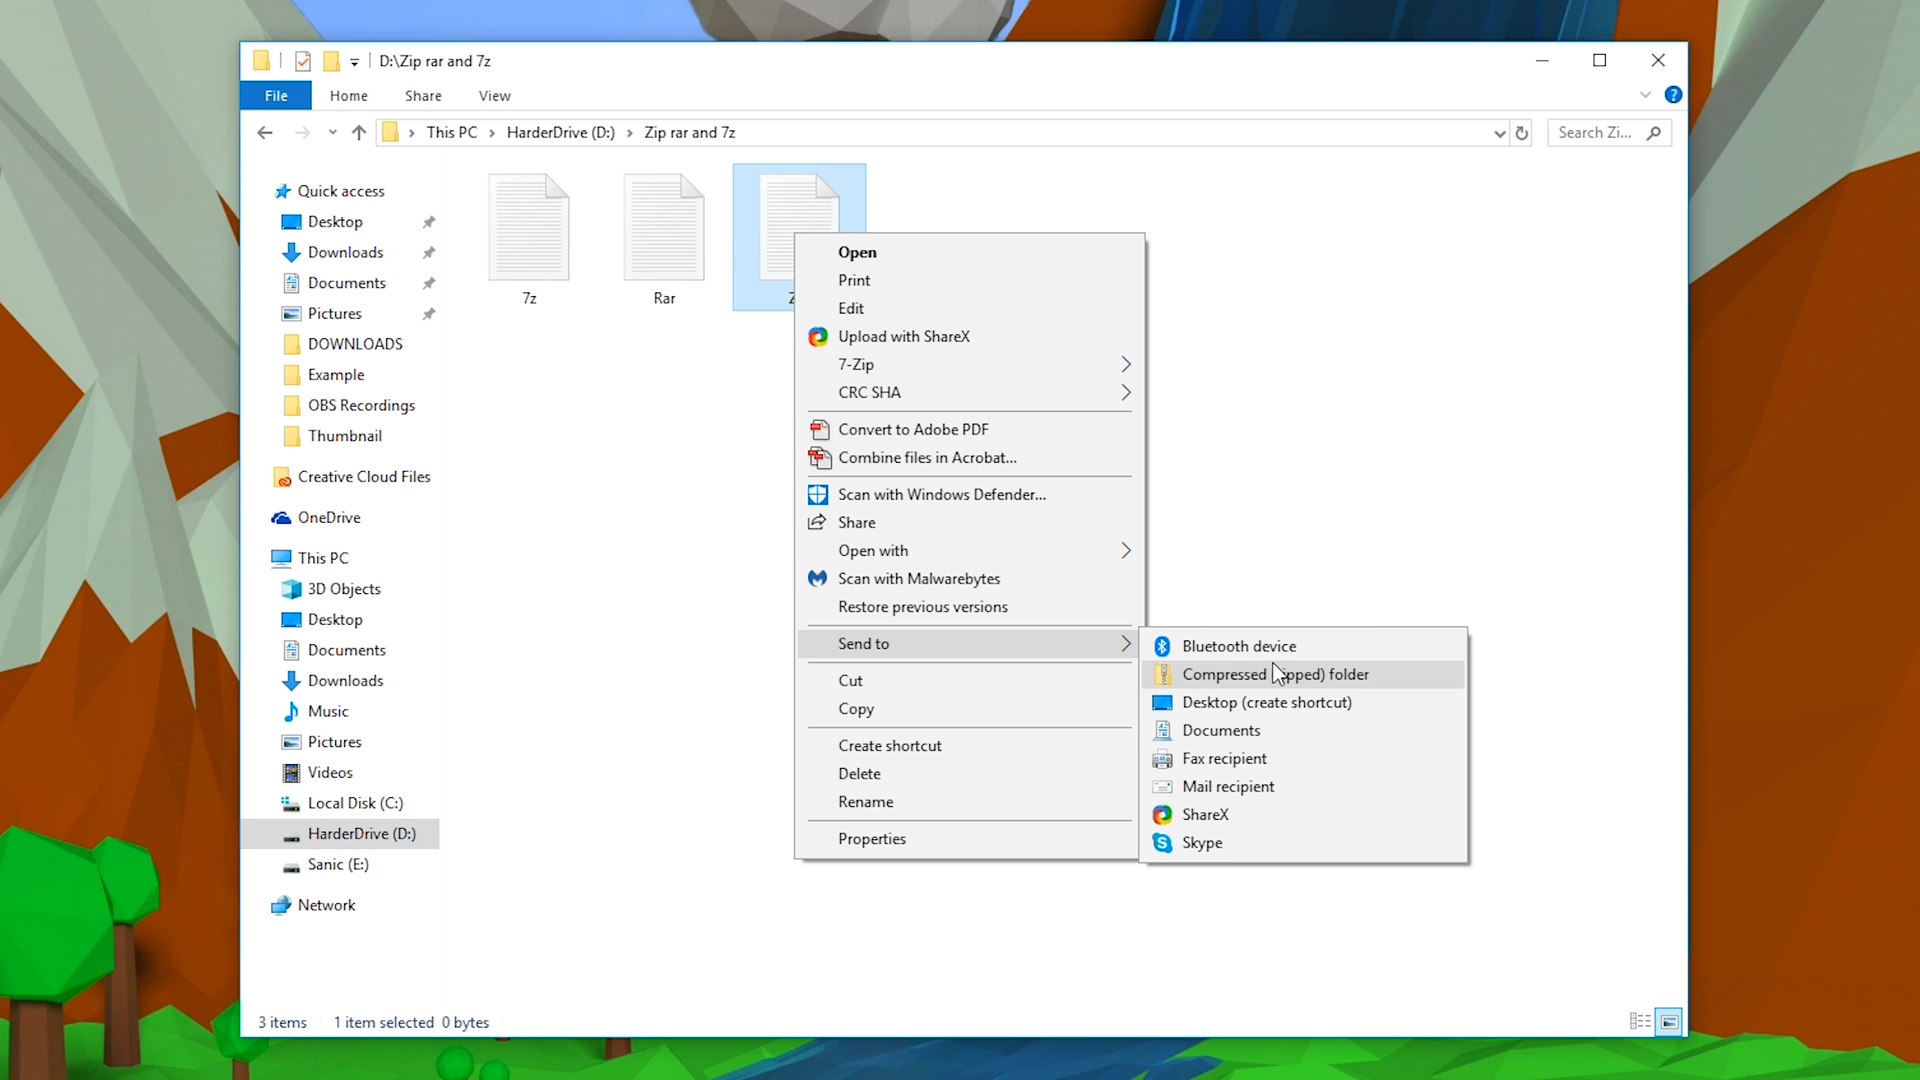 D:\Zip rar and 7z
File Home Share View
This PC HarderDrive (D:) Zip rar and 7z
Search Zi...
Quick access
Desktop
Downloads
Documents
Pictures
DOWNLOADS
Example
OBS Recordings
Thumbnail
Creative Cloud Files
OneDrive
This PC
3D Objects
Desktop
Documents
Downloads
Music
Pictures
Videos
Local Disk (C:)
HarderDrive (D:)
Sanic (E:)
Network
7z
Rar
Open
Print
Edit
Upload with ShareX
7-Zip
CRC SHA
Convert to Adobe PDF
Combine files in Acrobat...
Scan with Windows Defender...
Share
Open with
Scan with Malwarebytes
Restore previous versions
Send to
Cut
Copy
Create shortcut
Delete
Rename
Properties
Bluetooth device
Compressed ipped) folder
Desktop (create shortcut)
Documents
Fax recipient
Mail recipient
ShareX
Skype
3 items 1 item selected 0 bytes